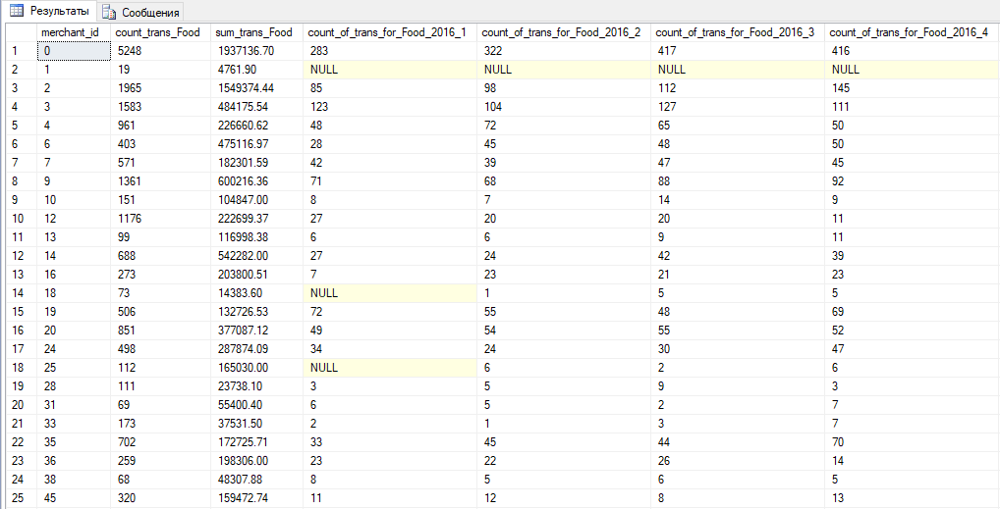 Результаты Сообщения
merchant_id count_trans_Food sum_trans_Food count_of_trans_for_Food_2016_1 count_of_trans_for_Food_2016_2 count_of_trans_for_Food_2016_3 count_of_trans_for_Food_2016_4
1 0 5248 1937136.70 283 322 417 416
2 1 19 4761.90 NULL NULL NULL NULL
3 2 1965 1549374.44 85 98 112 145
4 3 1583 484175.54 123 104 127 111
5 4 961 226660.62 48 72 65 50
6 6 403 475116.97 28 45 48 50
7 7 571 182301.59 42 39 47 45
8 9 1361 600216.36 71 68 88 92
9 10 151 104847.00 8 7 14 9
10 12 1176 222699.37 27 20 20 11
11 13 99 116998.38 6 6 9 11
12 14 688 542282.00 27 24 42 39
13 16 273 203800.51 7 23 21 23
14 18 73 14383.60 NULL 1 5 5
15 19 506 132726.53 72 55 48 69
16 20 851 377087.12 49 54 55 52
17 24 498 287874.09 34 24 30 47
18 25 112 165030.00 NULL 6 2 6
19 28 111 23738.10 3 5 9 3
20 31 69 55400.40 6 5 2 7
21 33 173 37531.50 2 1 3 7
22 35 702 172725.71 33 45 44 70
23 36 259 198306.00 23 22 26 14
24 38 68 48307.88 8 5 6 5
25 45 320 159472.74 11 12 8 13